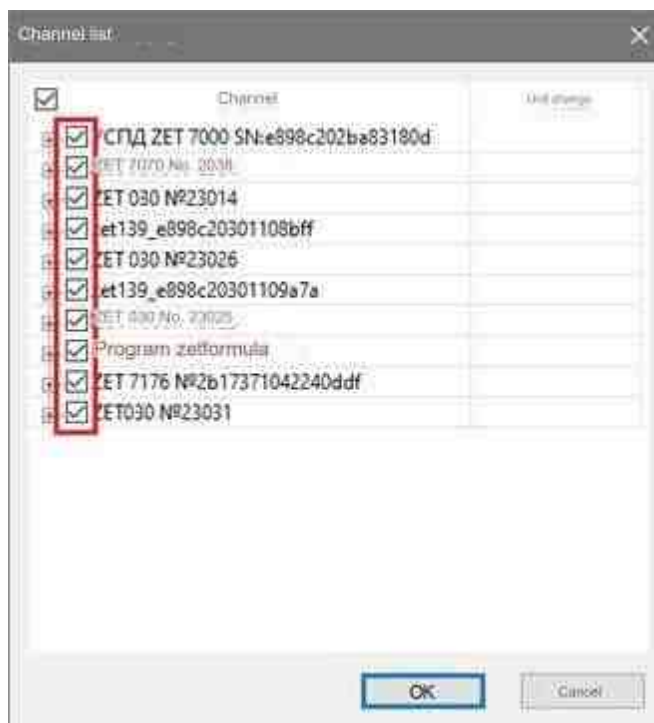 Channel list
Channel
Unit change
УСПД ZET 7000 SN:e898c202ba83180d
ZET 7070 No. 2038
ZET 030 №23014
zet139_e898c20301108bff
ZET 030 №23026
zet139_e898c20301109a7a
ZET 030 No. 23025
Program zetformula
ZET 7176 №2b17371042240ddf
ZET030 №23031
OK
Cancel